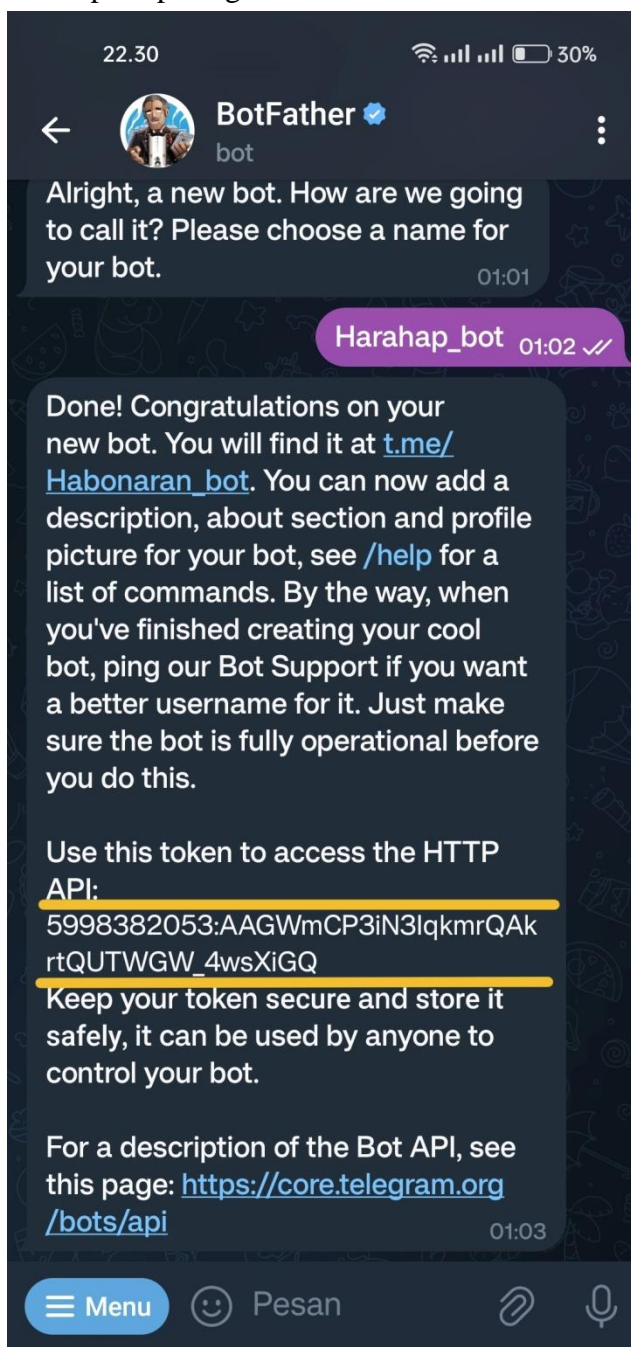 22.30
30%
BotFather
bot
Alright, a new bot. How are we going
to call it? Please choose a name for
your bot.
01:01
Harahap_bot 01:02
Done! Congratulations on your
new bot. You will find it at t.me/
Habonaran_bot. You can now add a
description, about section and profile
picture for your bot, see /help for a
list of commands. By the way, when
you've finished creating your cool
bot, ping our Bot Support if you want
a better username for it. Just make
sure the bot is fully operational before
you do this.
Use this token to access the HTTP
API:
5998382053:AAGWmCP3iN3IqkmrQAk
rtQUTWGW_4wsXiGQ
Keep your token secure and store it
safely, it can be used by anyone to
control your bot.
For a description of the Bot API, see
this page: https://core.telegram.org
/bots/api
01:03
Menu
Pesan